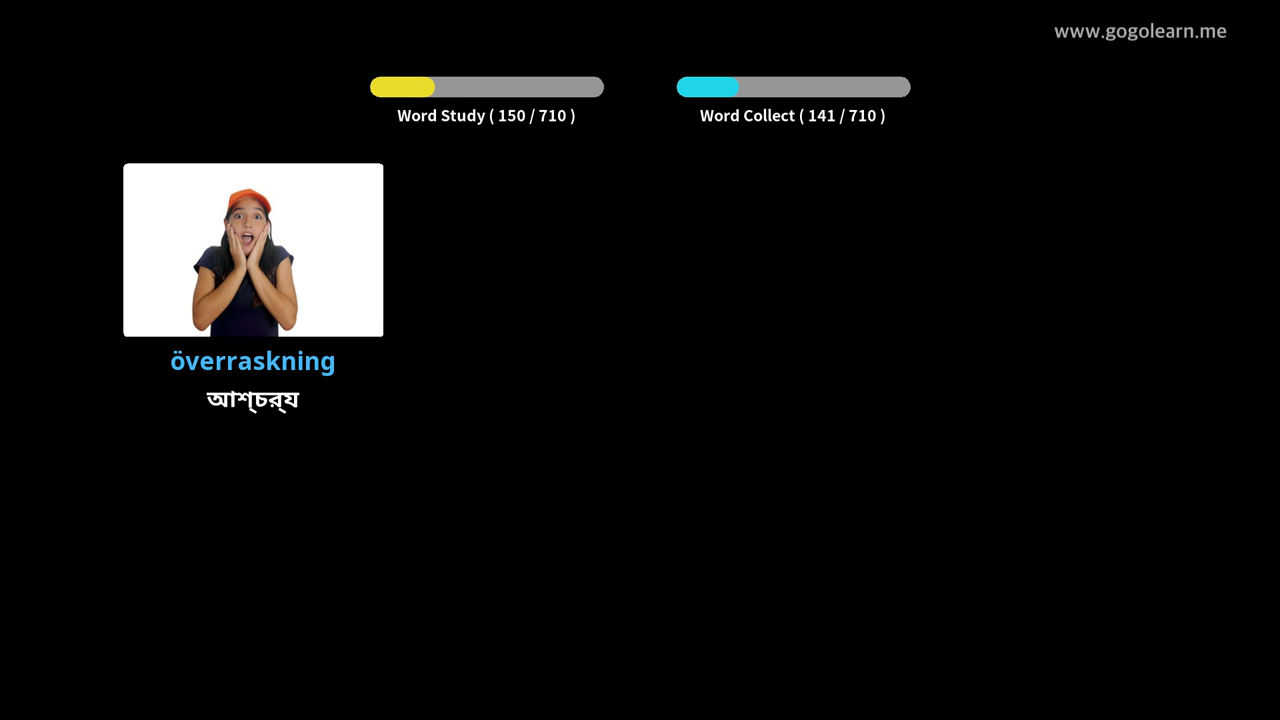 www.gogolearn.me
Word Study ( 150 / 710 )
Word Collect ( 141 / 710 )
överraskning
আশ্চর্য